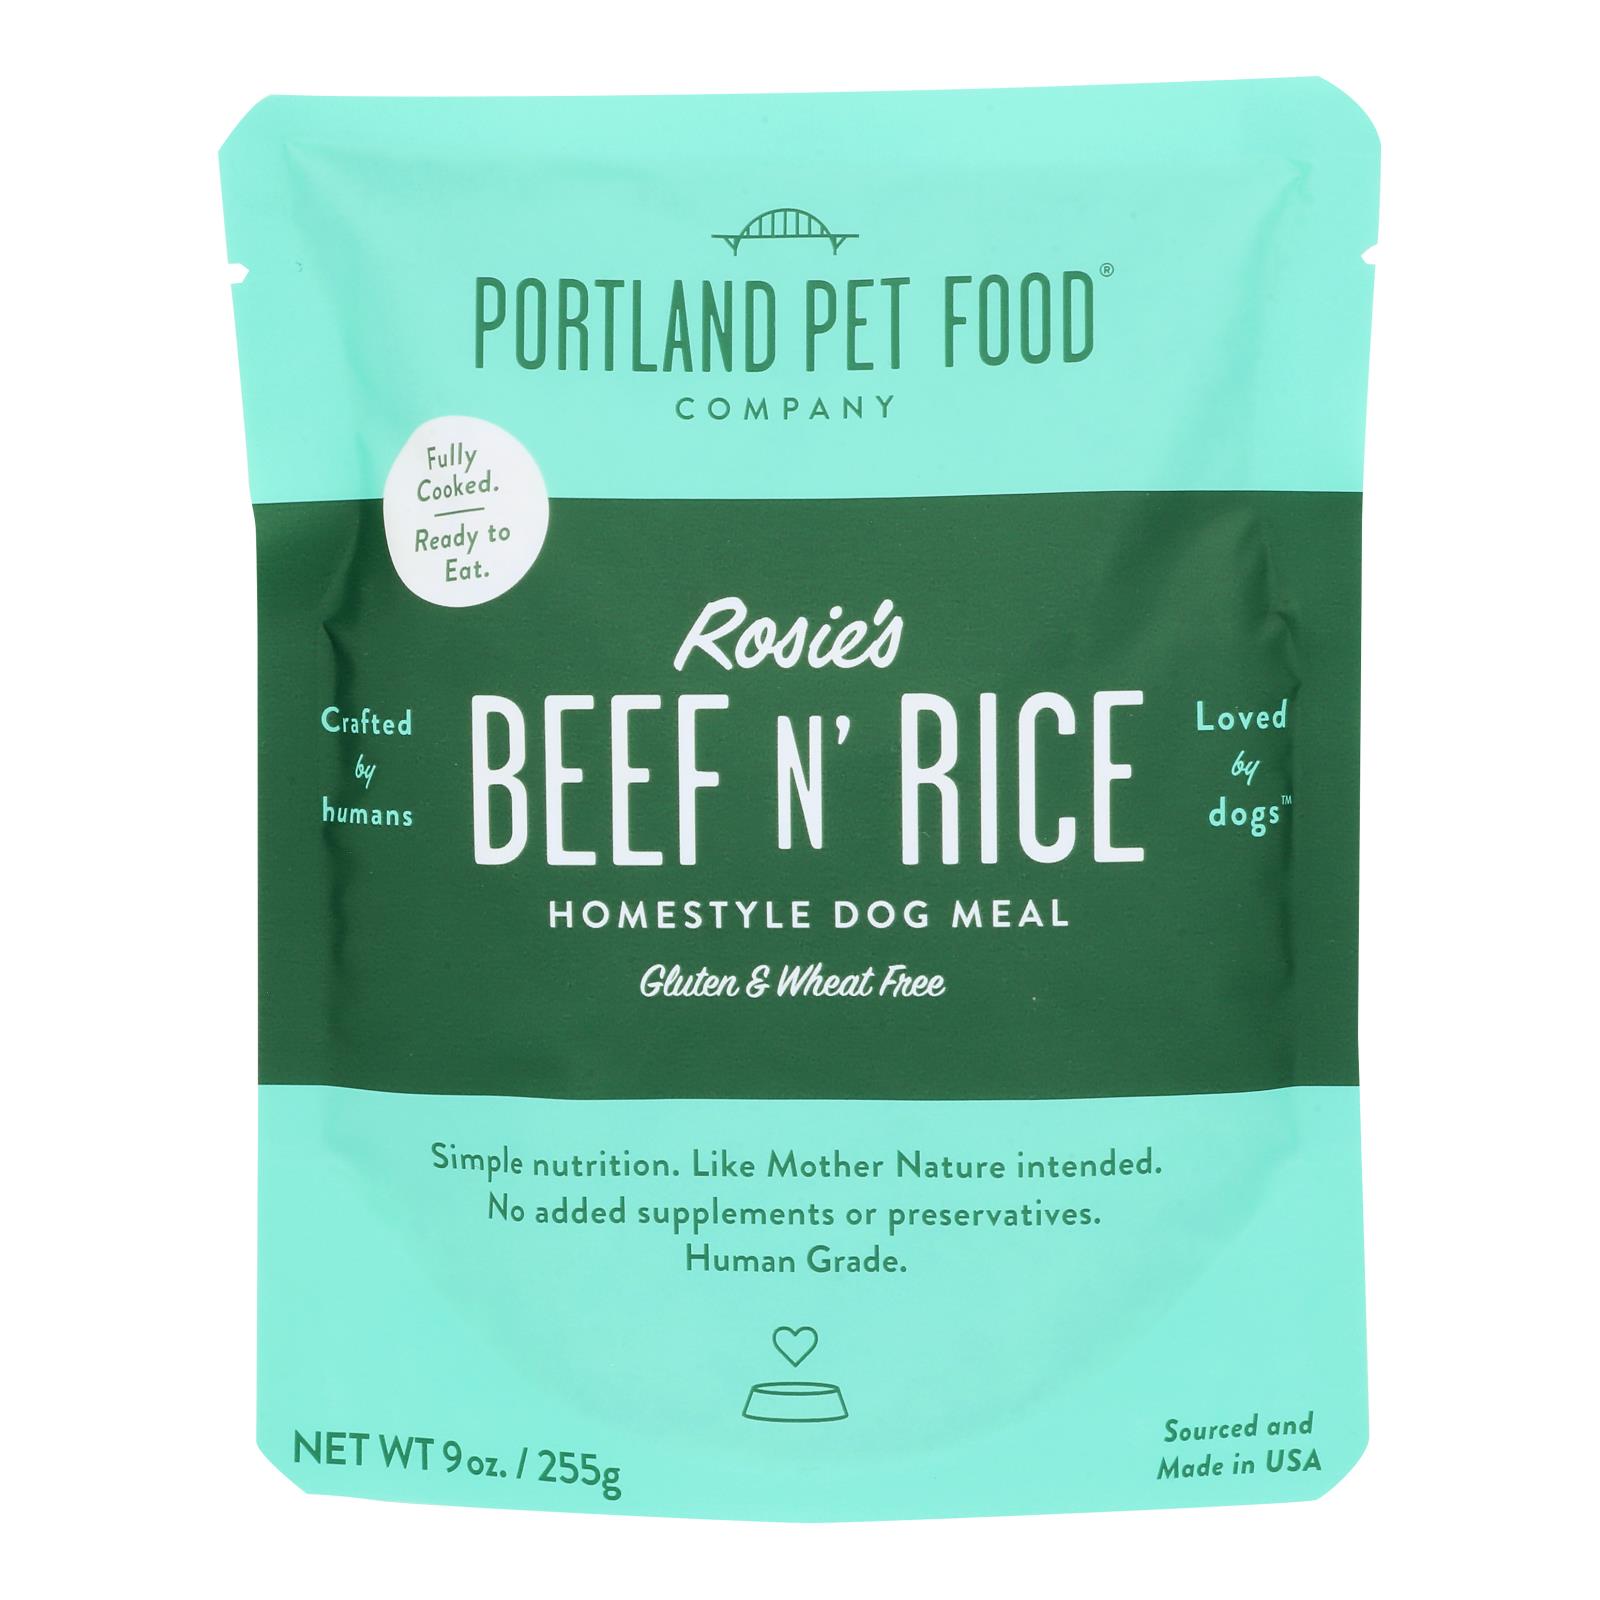 PORTLAND PET FOOD®
COMPANY
Fully
Cooked.
Ready to
Eat.
Rosie's
BEEF N' RICE
Crafted
by
humans
Loved
by
dogs™
HOMESTYLE DOG MEAL
Gluten & Wheat Free
Simple nutrition. Like Mother Nature intended.
No added supplements or preservatives.
Human Grade.
NET WT 9 oz. / 255g
Sourced and
Made in USA